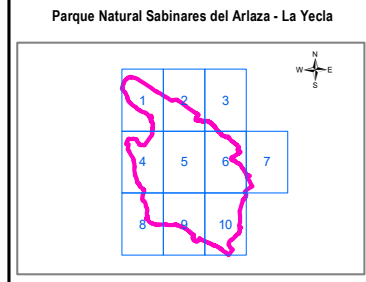 Parque Natural Sabinares del Arlaza - La Yecla
N
W E
S
1 2 3
4 5 6 7
8 9 10